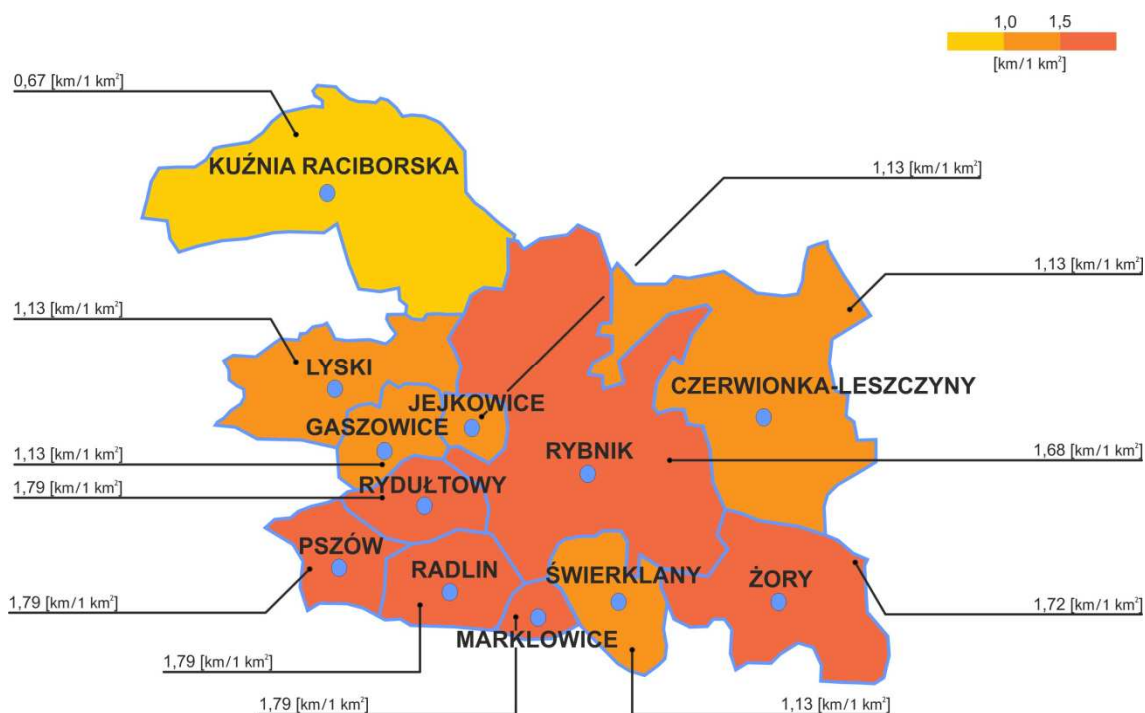 1,0 1,5
[km/1 km²]
0,67 [km/1 km²]
KUŹNIA RACIBORSKA
1,13 [km/1 km²]
1,13 [km/1 km²]
1,13 [km/1 km²]
LYSKI
CZERWIONKA-LESZCZYNY
JEJKOWICE
GASZOWICE
RYBNIK
1,13 [km/1 km²]
1,68 [km/1 km²]
RYDUŁTOWY
1,79 [km/1 km²]
PSZÓW
RADLIN
ŚWIERKLANY
ŻORY
1,79 [km/1 km²]
1,72 [km/1 km²]
MARKLOWICE
1,79 [km/1 km²]
1,79 [km/1 km²]
1,13 [km/1 km²]